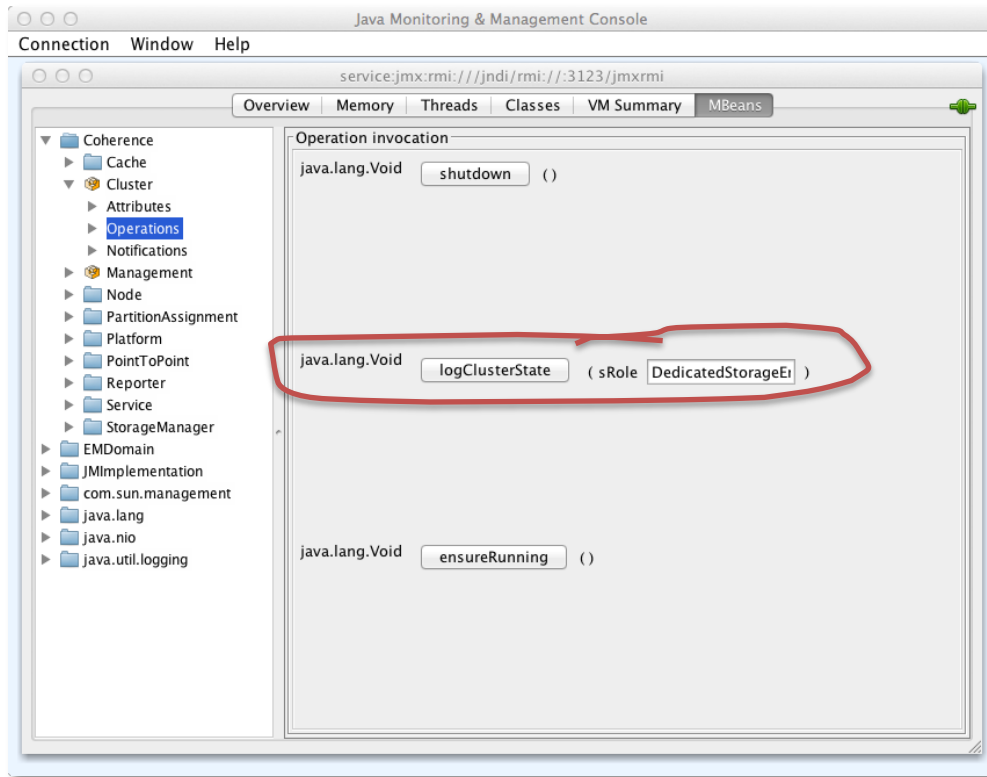 Java Monitoring & Management Console
Connection Window Help
service:jmx:rmi:///jndi/rmi://:3123/jmxrmi
Overview Memory Threads Classes VM Summary MBeans
Coherence
Cache
Cluster
Attributes
Operations
Notifications
Management
Node
PartitionAssignment
Platform
PointToPoint
Reporter
Service
StorageManager
EMDomain
JMImplementation
com.sun.management
java.lang
java.nio
java.util.logging
Operation invocation
java.lang.Void shutdown ()
java.lang.Void logClusterState ( sRole DedicatedStorageE )
java.lang.Void ensureRunning ()